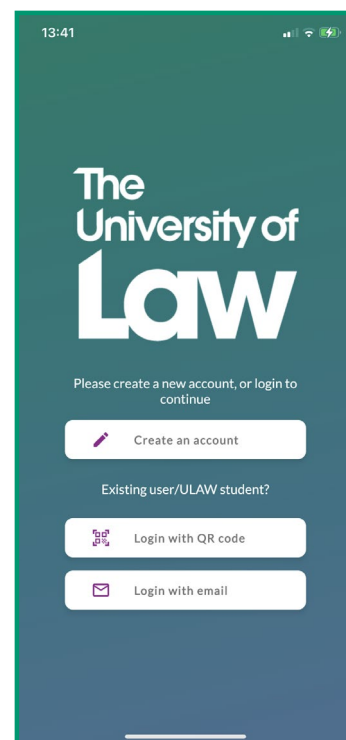 13:41
The
University of
Law
Please create a new account, or login to
continue
Create an account
Existing user/ULAW student?
Login with QR code
Login with email